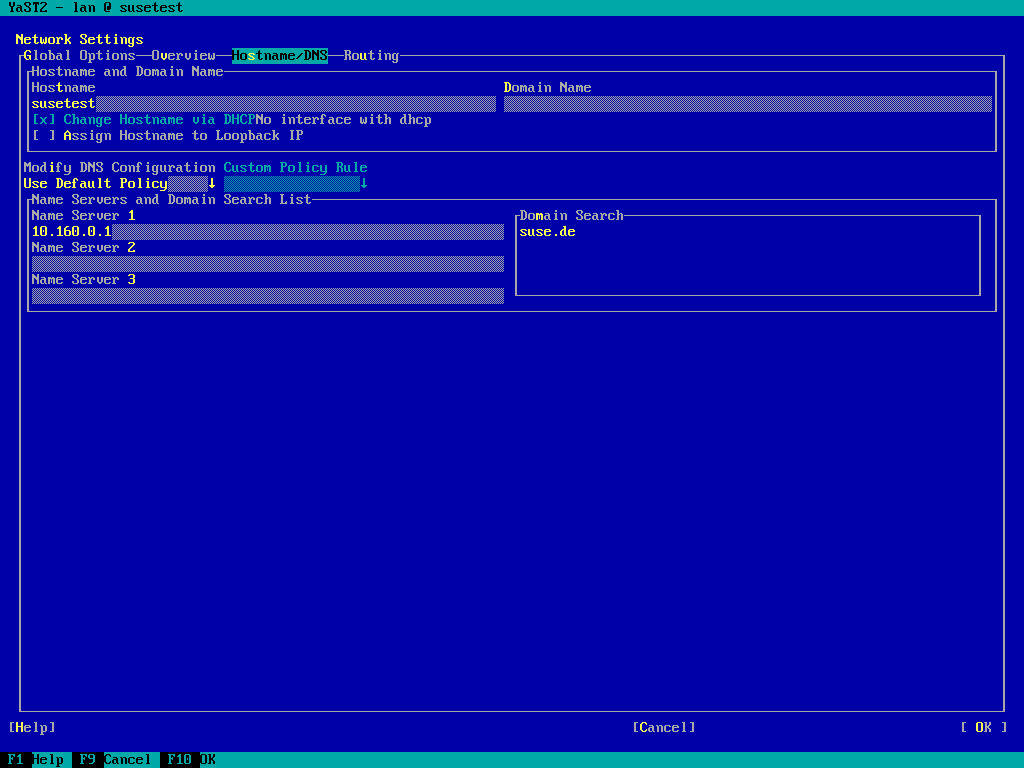 YaST2 - lan @ susetest
Network Settings
Global Options Overview Hostname/DNS Routing
Hostname and Domain Name
Hostname Domain Name
susetest
[x] Change Hostname via DHCPNo interface with dhcp
[ ] Assign Hostname to Loopback IP
Modify DNS Configuration Custom Policy Rule
Use Default Policy↓ ↓
Name Servers and Domain Search List
Name Server 1 Domain Search
10.160.0.1 suse.de
Name Server 2
Name Server 3
[Help] [Cancel] [ OK ]
F1 Help F9 Cancel F10 OK